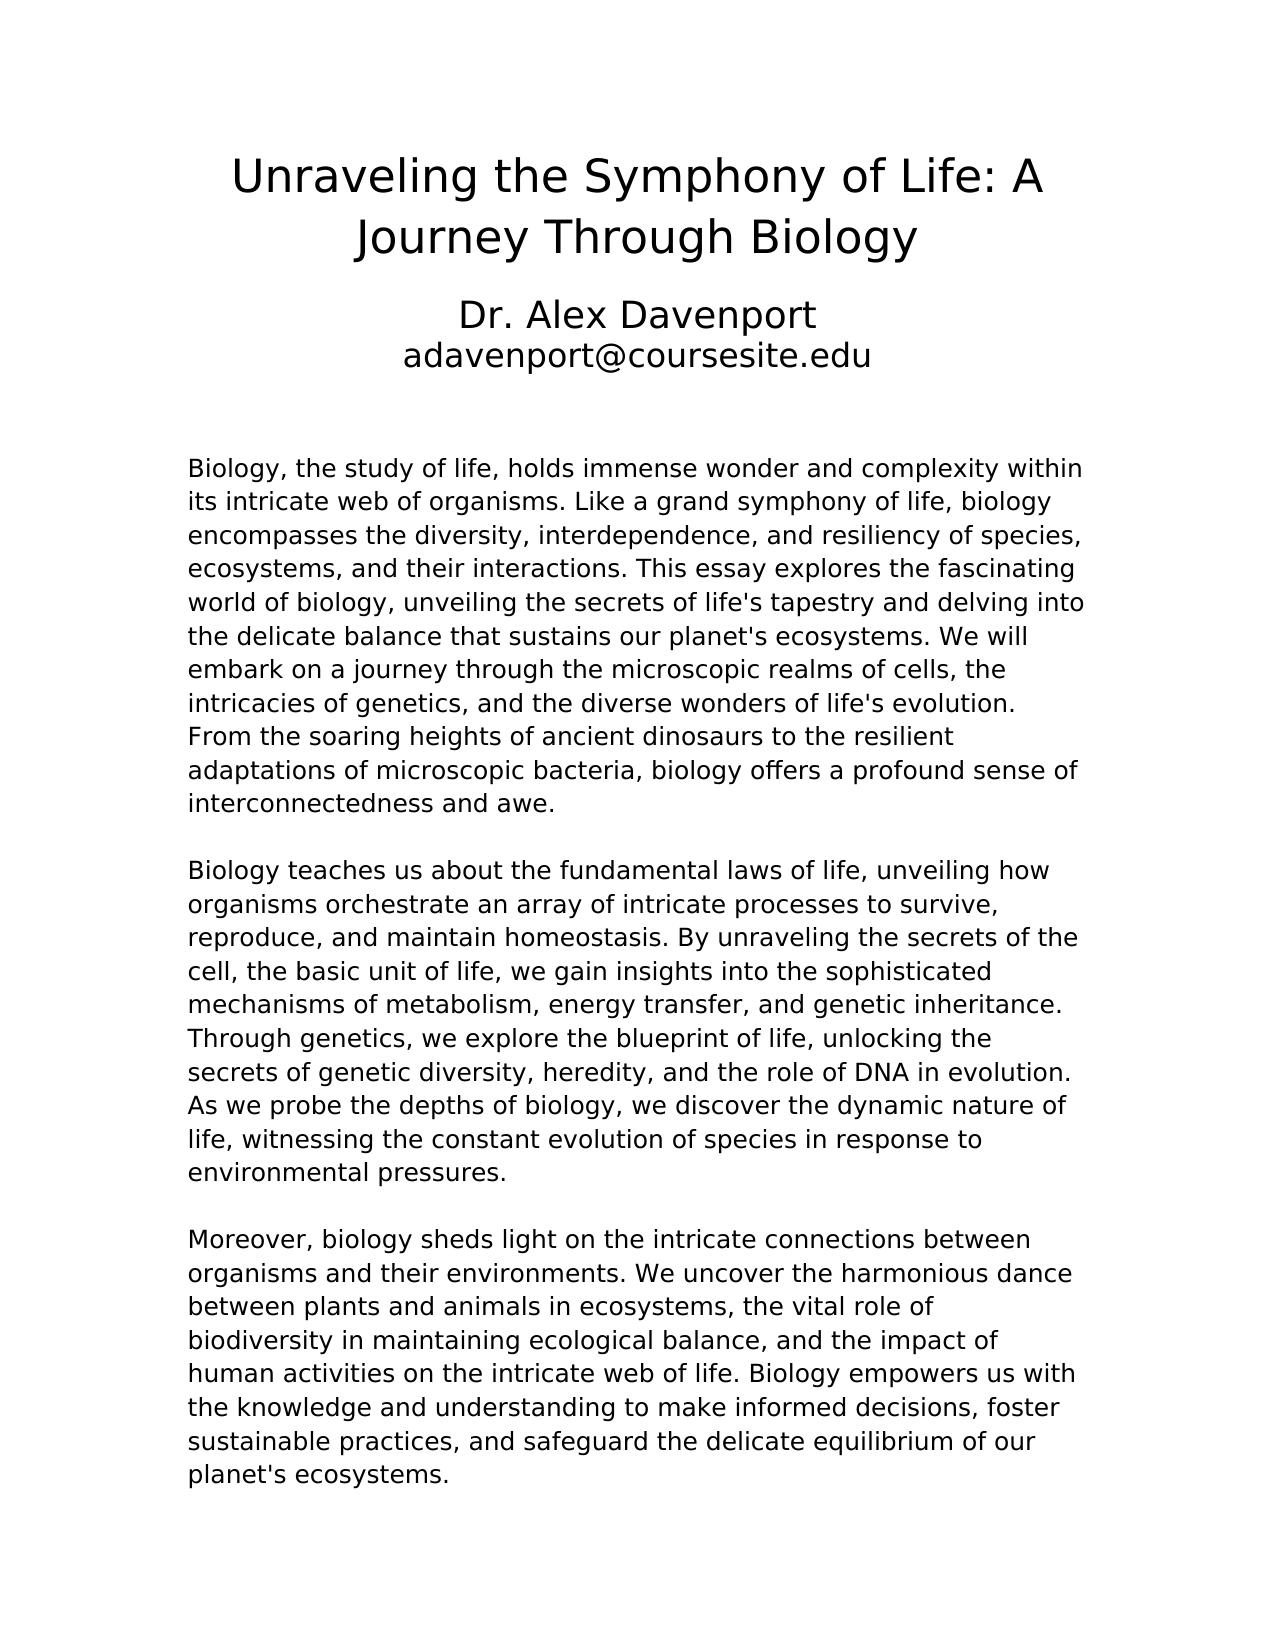 Unraveling the Symphony of Life: A
Journey Through Biology
Dr. Alex Davenport
adavenport@coursesite.edu
Biology, the study of life, holds immense wonder and complexity within
its intricate web of organisms. Like a grand symphony of life, biology
encompasses the diversity, interdependence, and resiliency of species,
ecosystems, and their interactions. This essay explores the fascinating
world of biology, unveiling the secrets of life's tapestry and delving into
the delicate balance that sustains our planet's ecosystems. We will
embark on a journey through the microscopic realms of cells, the
intricacies of genetics, and the diverse wonders of life's evolution.
From the soaring heights of ancient dinosaurs to the resilient
adaptations of microscopic bacteria, biology offers a profound sense of
interconnectedness and awe.
Biology teaches us about the fundamental laws of life, unveiling how
organisms orchestrate an array of intricate processes to survive,
reproduce, and maintain homeostasis. By unraveling the secrets of the
cell, the basic unit of life, we gain insights into the sophisticated
mechanisms of metabolism, energy transfer, and genetic inheritance.
Through genetics, we explore the blueprint of life, unlocking the
secrets of genetic diversity, heredity, and the role of DNA in evolution.
As we probe the depths of biology, we discover the dynamic nature of
life, witnessing the constant evolution of species in response to
environmental pressures.
Moreover, biology sheds light on the intricate connections between
organisms and their environments. We uncover the harmonious dance
between plants and animals in ecosystems, the vital role of
biodiversity in maintaining ecological balance, and the impact of
human activities on the intricate web of life. Biology empowers us with
the knowledge and understanding to make informed decisions, foster
sustainable practices, and safeguard the delicate equilibrium of our
planet's ecosystems.